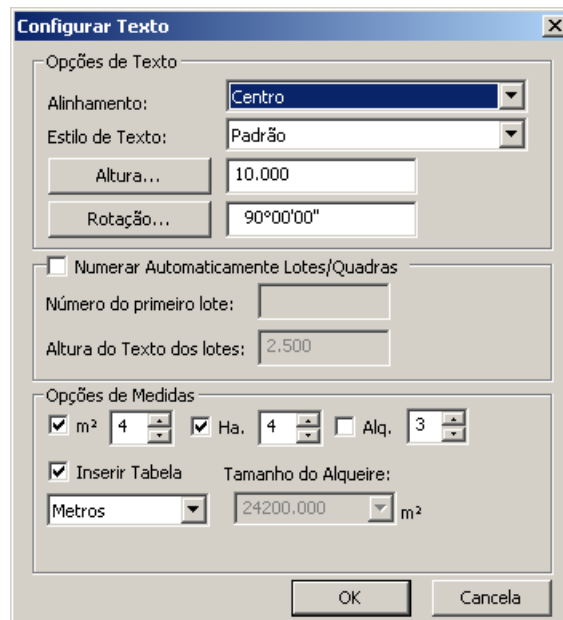 Configurar Texto
Opções de Texto
Alinhamento: Centro
Estilo de Texto: Padrão
Altura... 10.000
Rotação... 90°00'00"
Numerar Automaticamente Lotes/Quadras
Número do primeiro lote:
Altura do Texto dos lotes: 2.500
Opções de Medidas
m² 4 Ha. 4 Alq. 3
Inserir Tabela Tamanho do Alqueire:
Metros 24200.000 m²
OK Cancela